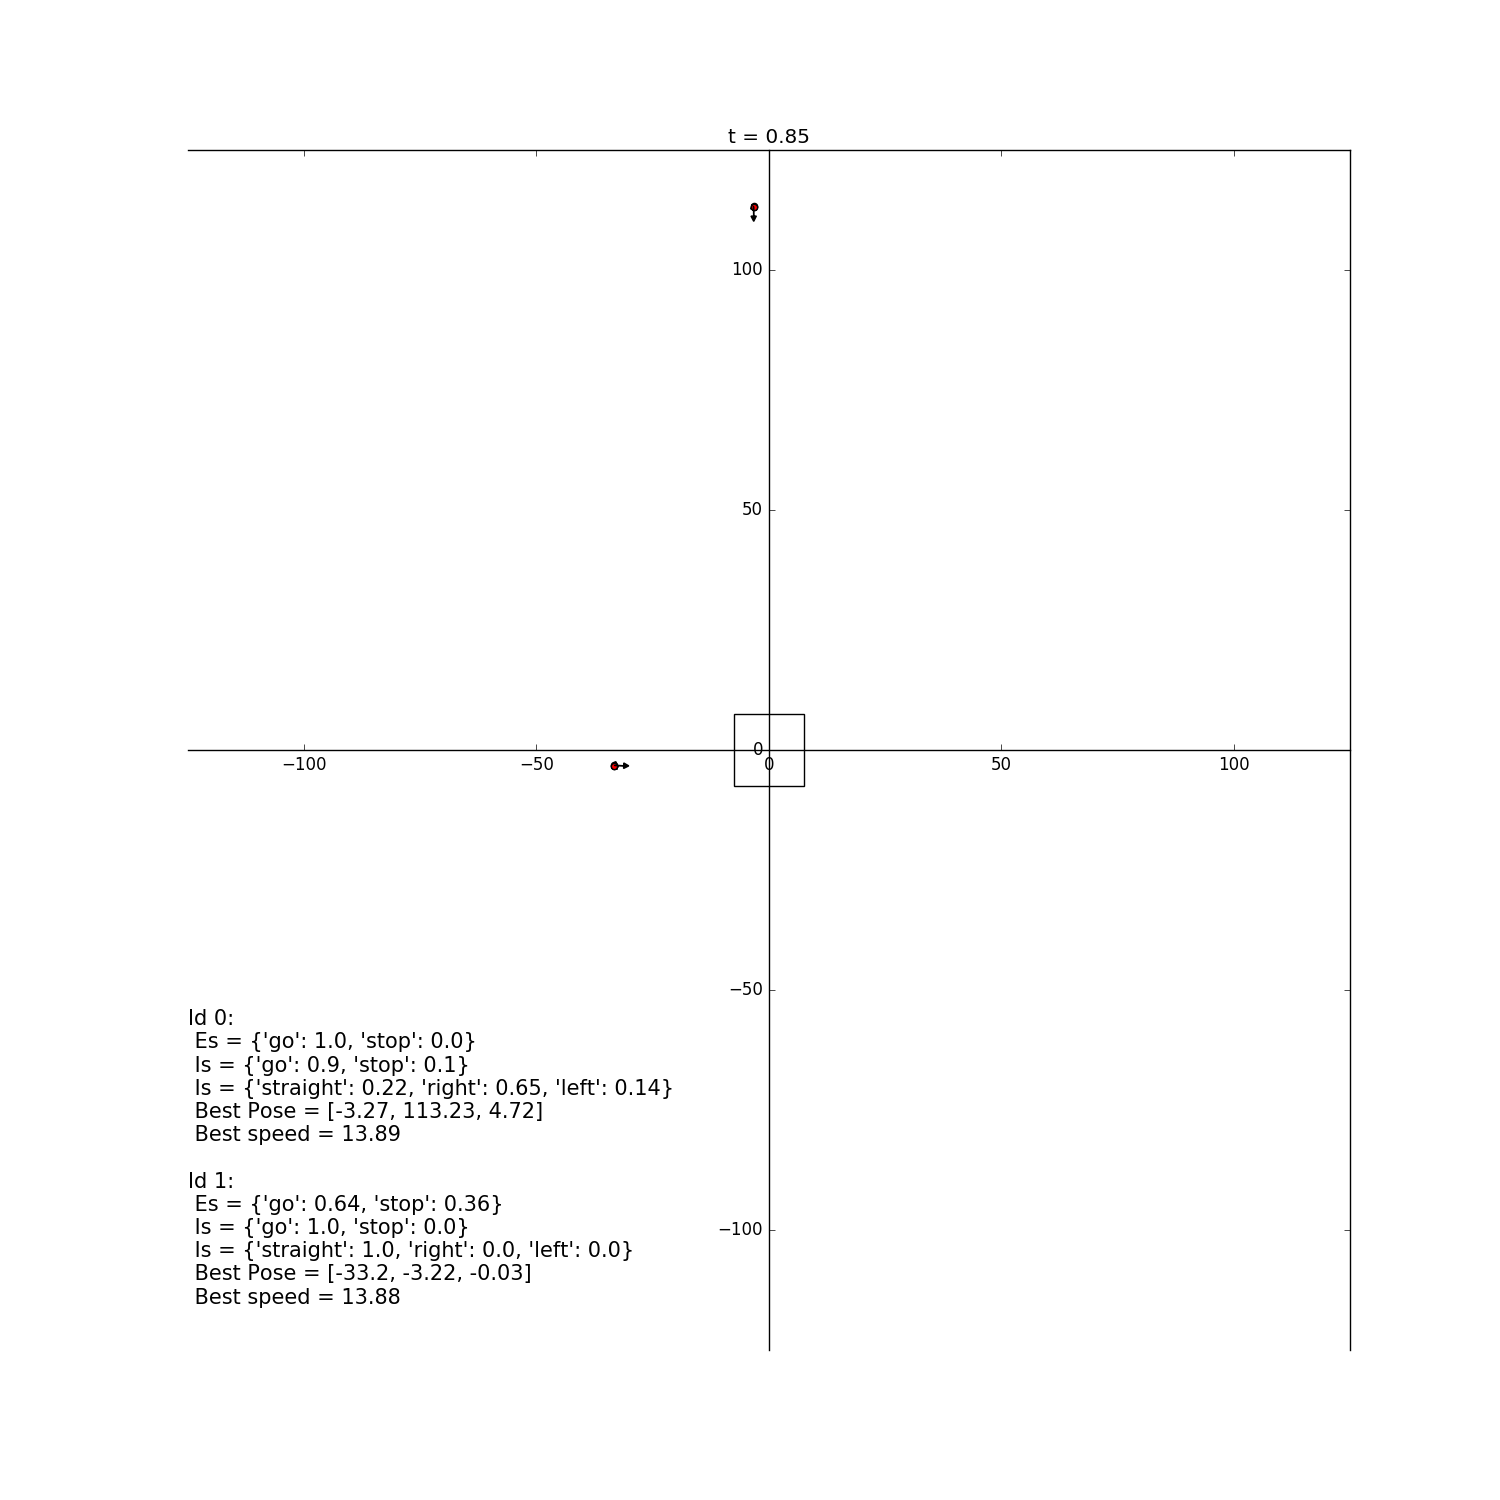 t = 0.85
100
50
0
−100
−50
0
50
100
−50
−100
Id 0:
Es = {'go': 1.0, 'stop': 0.0}
Is = {'go': 0.9, 'stop': 0.1}
Is = {'straight': 0.22, 'right': 0.65, 'left': 0.14}
Best Pose = [-3.27, 113.23, 4.72]
Best speed = 13.89
Id 1:
Es = {'go': 0.64, 'stop': 0.36}
Is = {'go': 1.0, 'stop': 0.0}
Is = {'straight': 1.0, 'right': 0.0, 'left': 0.0}
Best Pose = [-33.2, -3.22, -0.03]
Best speed = 13.88